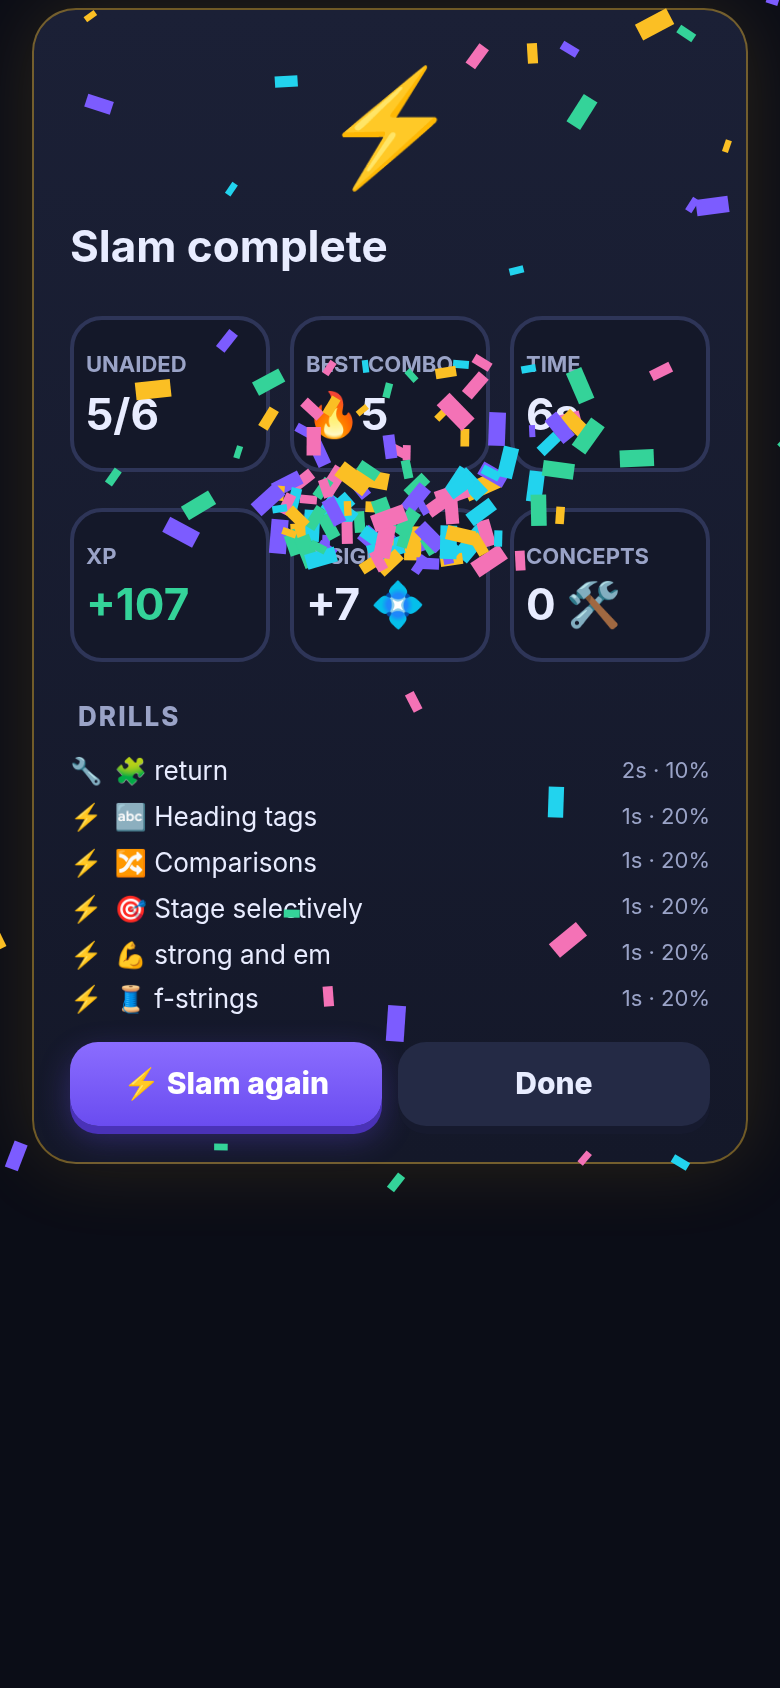 Slam complete
UNAIDED
5/6
BEST COMBO
🔥5
TIME
6s
XP
+107
+7 💠
CONCEPTS
0 🛠️
DRILLS
🔧 🧩 return 2s · 10%
⚡ 🔤 Heading tags 1s · 20%
⚡ 🔀 Comparisons 1s · 20%
⚡ 🎯 Stage selectively 1s · 20%
⚡ 💪 strong and em 1s · 20%
⚡ 🧵 f-strings 1s · 20%
⚡ Slam again
Done